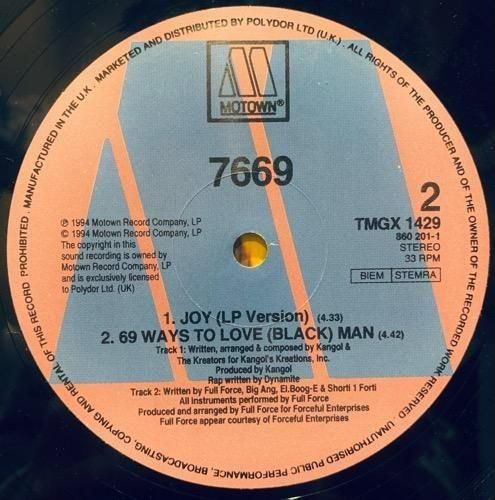 MANUFACTURED IN THE U.K. MARKETED AND DISTRIBUTED BY POLYDOR LTD (U.K.). ALL RIGHTS OF THE PRODUCER AND OF THE OWNER OF THE RECORDED WORK RESERVED. UNAUTHORISED PUBLIC PERFORMANCE, BROADCASTING, COPYING AND RENTAL OF THIS RECORD PROHIBITED.
MOTOWN®
7669
2
TMGX 1429
860 201-1
STEREO
33 RPM
BIEM STEMRA
℗ 1994 Motown Record Company, LP
© 1994 Motown Record Company, LP
The copyright in this
sound recording is owned by
Motown Record Company, LP
and is exclusively licensed
to Polydor Ltd. (UK)
1. JOY (LP Version) (4.33)
2. 69 WAYS TO LOVE (BLACK) MAN (4.42)
Track 1: Written, arranged & composed by Kangol &
The Kreators for Kangol's Kreations, Inc.
Produced by Kangol
Rap written by Dynamite
Track 2: Written by Full Force, Big Ang, El.Boog-E & Shorti 1 Forti
All instruments performed by Full Force
Produced and arranged by Full Force for Forceful Enterprises
Full Force appear courtesy of Forceful Enterprises